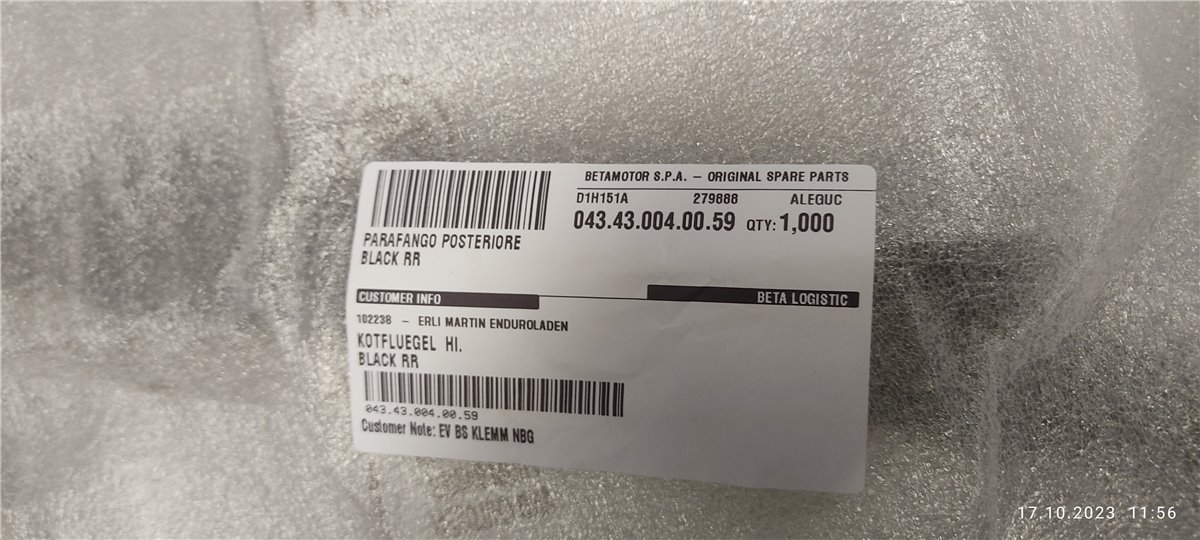 BETAMOTOR S.P.A. – ORIGINAL SPARE PARTS
D1H151A 279888 ALEGUC
043.43.004.00.59 QTY: 1,000
PARAFANGO POSTERIORE
BLACK RR
CUSTOMER INFO BETA LOGISTIC
102238 – ERLI MARTIN ENDUROLADEN
KOTFLUEGEL HI.
BLACK RR
043.43.004.00.59
Customer Note: EV BS KLEMM NBG
17.10.2023 11:56